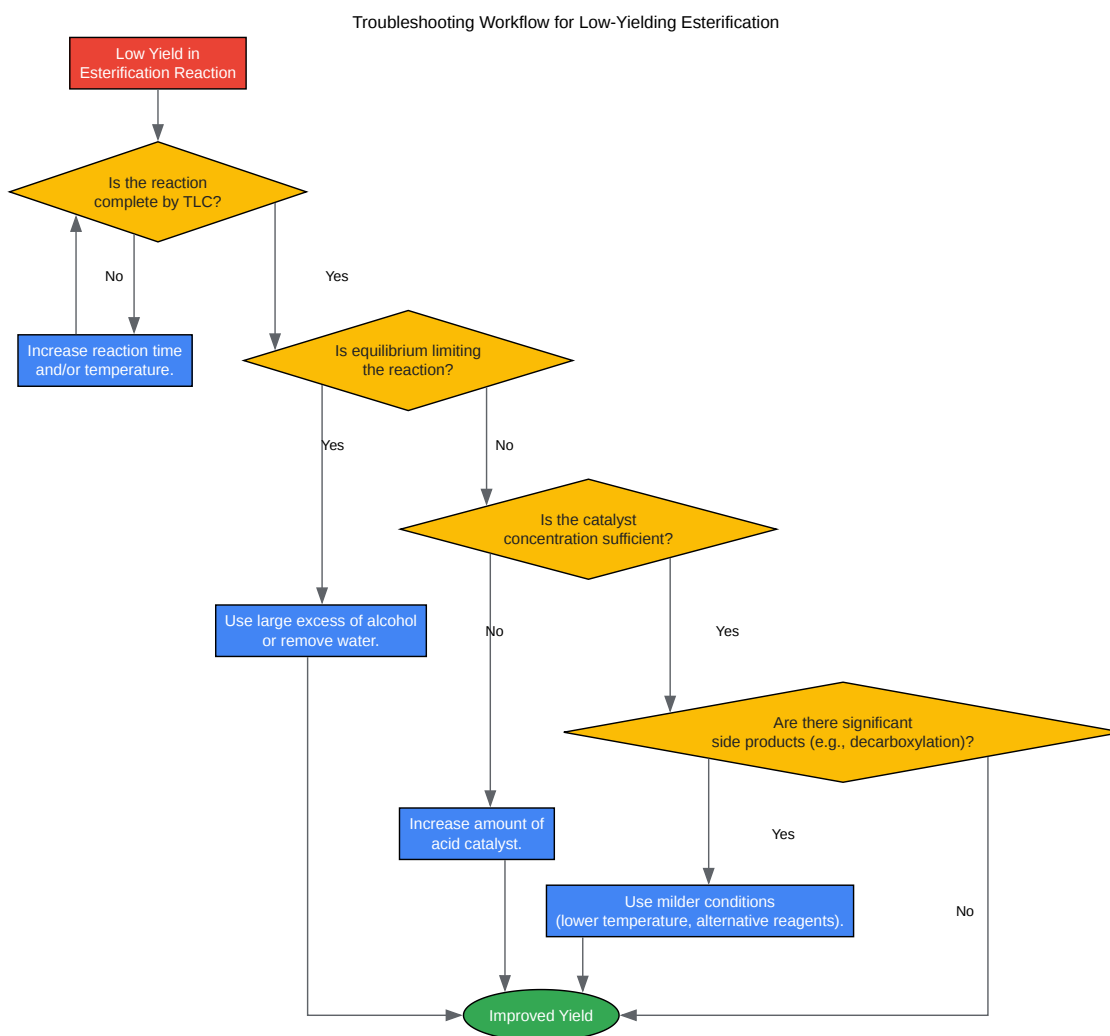 Troubleshooting Workflow for Low-Yielding Esterification
Low Yield in
Esterification Reaction
Is the reaction
complete by TLC?
No
Yes
Increase reaction time
and/or temperature.
Is equilibrium limiting
the reaction?
Yes
No
Is the catalyst
concentration sufficient?
Use large excess of alcohol
or remove water.
No
Yes
Are there significant
side products (e.g., decarboxylation)?
Increase amount of
acid catalyst.
Yes
Use milder conditions
(lower temperature, alternative reagents).
No
Improved Yield